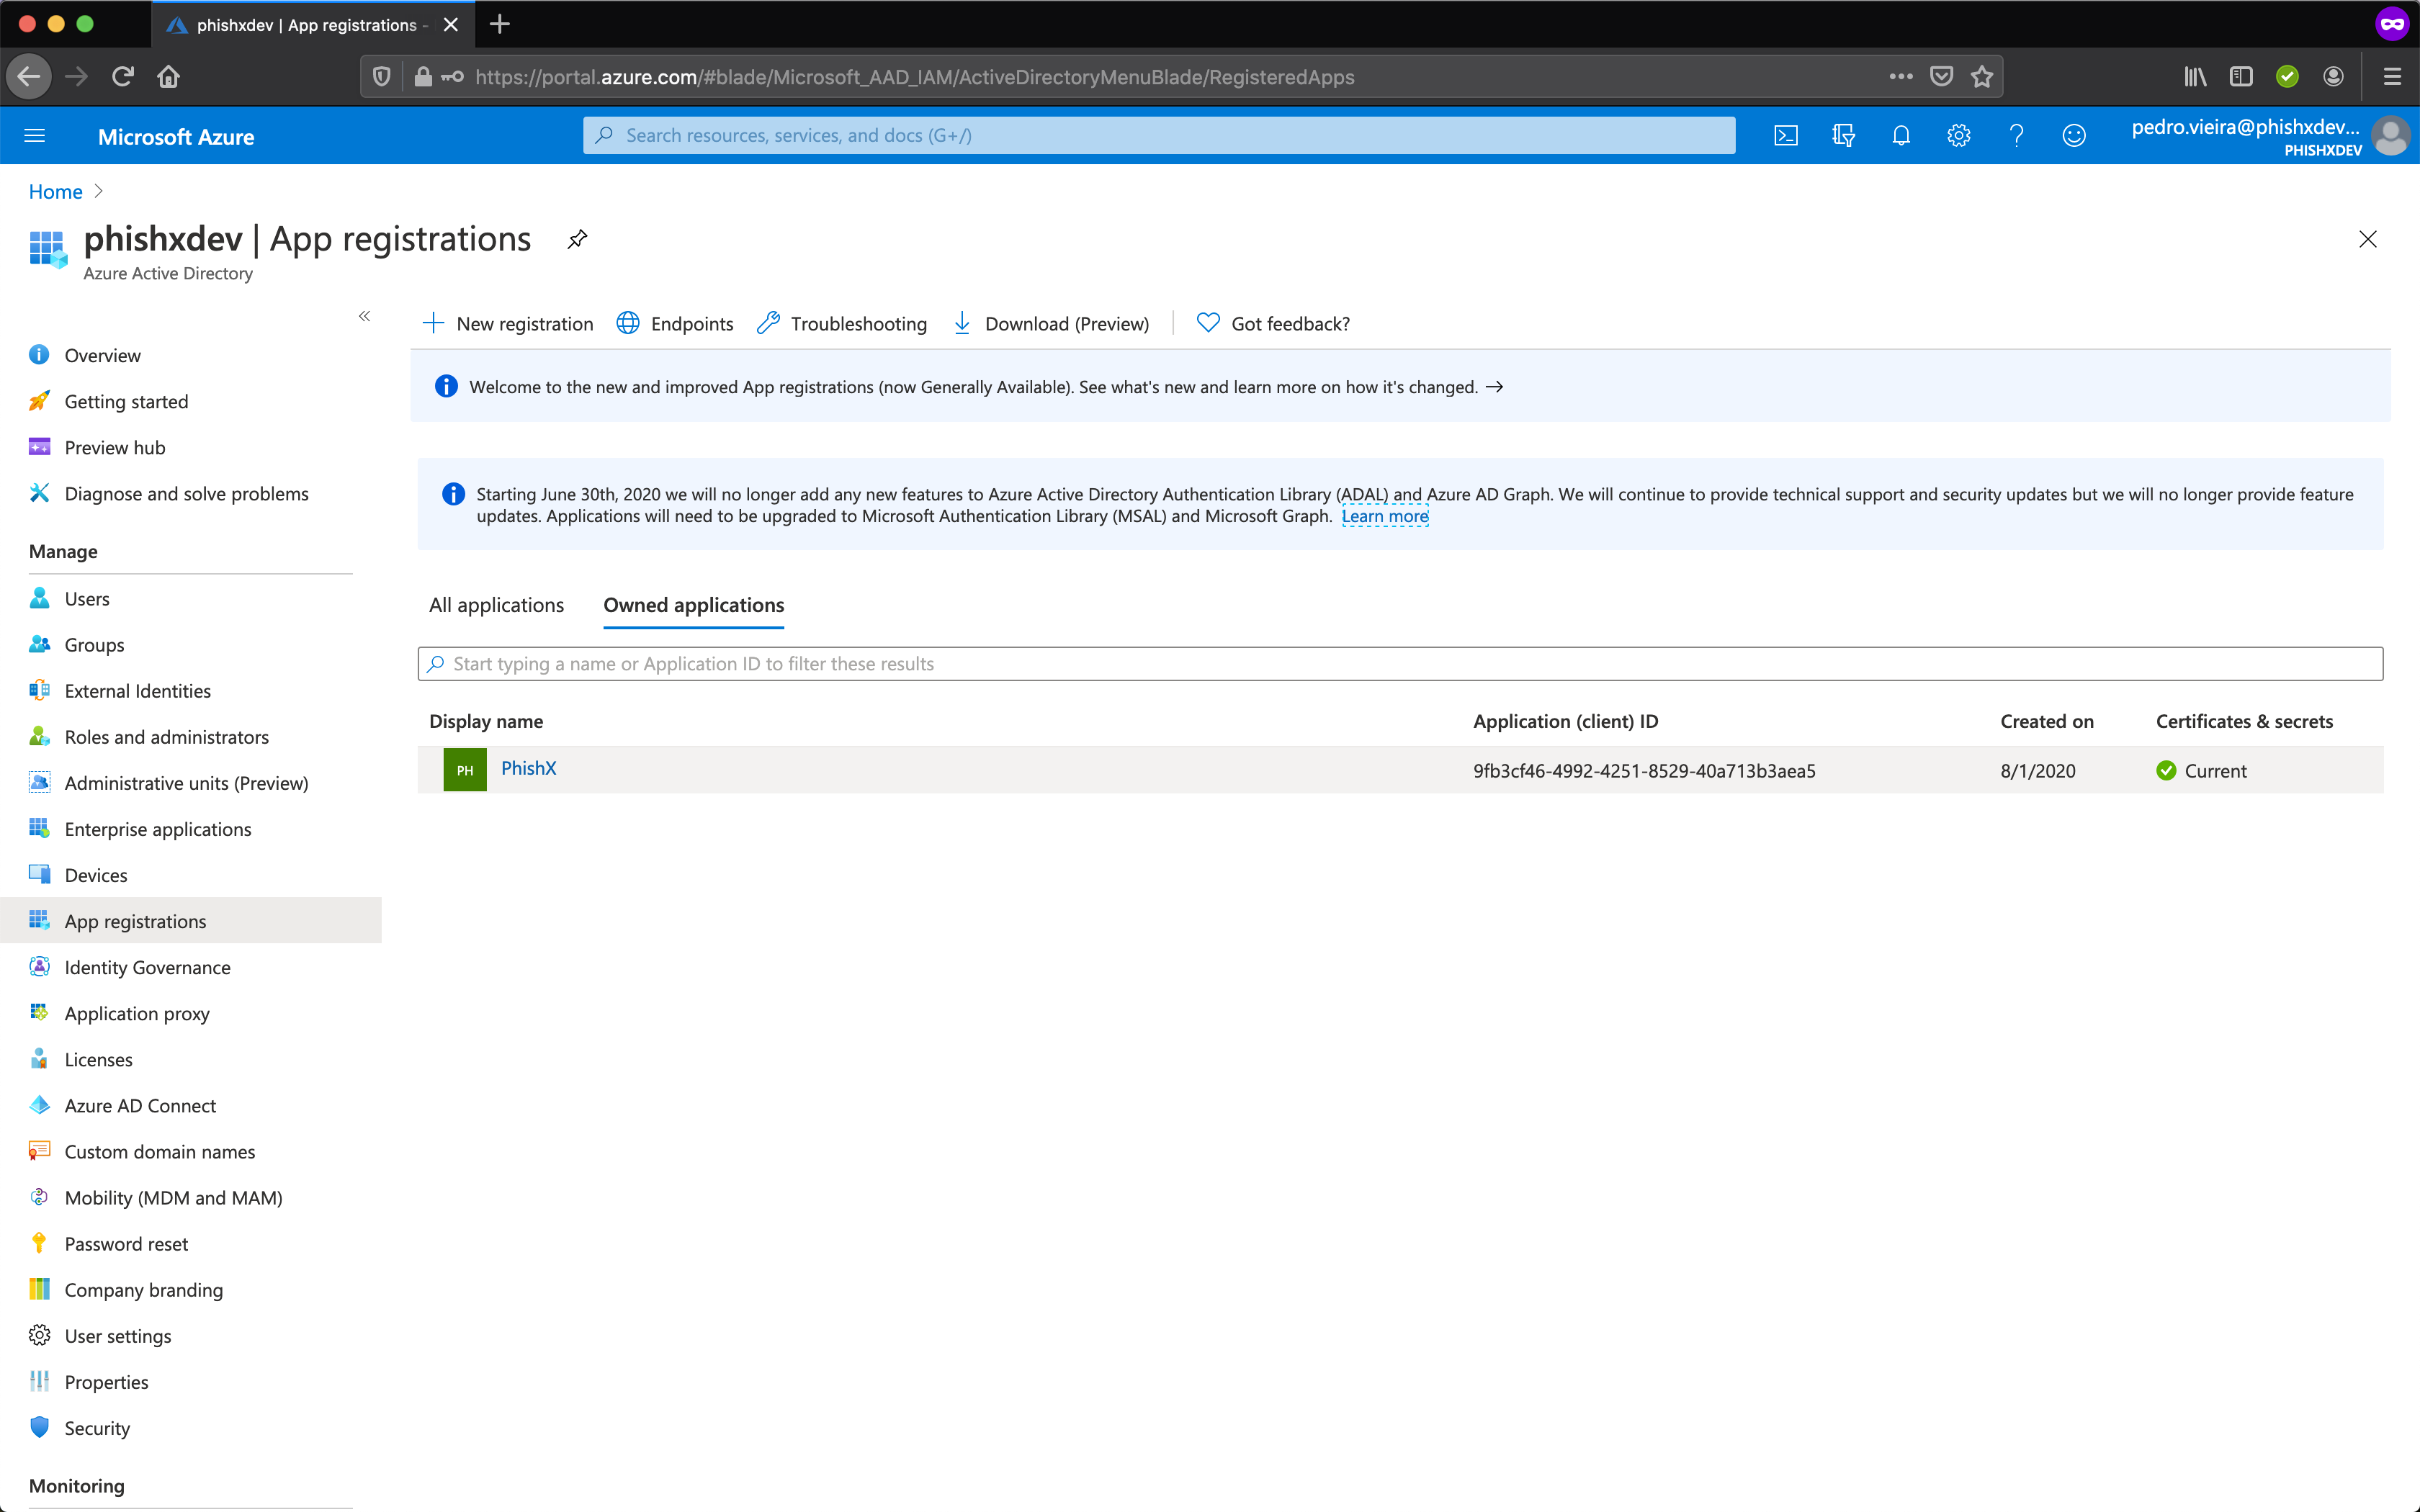 phishxdev | App registrations -
https://portal.azure.com/#blade/Microsoft_AAD_IAM/ActiveDirectoryMenuBlade/RegisteredApps
Microsoft Azure
Search resources, services, and docs (G+/)
pedro.vieira@phishxdev...
PHISHXDEV
Home
phishxdev | App registrations
Azure Active Directory
Overview
Getting started
Preview hub
Diagnose and solve problems
Manage
Users
Groups
External Identities
Roles and administrators
Administrative units (Preview)
Enterprise applications
Devices
App registrations
Identity Governance
Application proxy
Licenses
Azure AD Connect
Custom domain names
Mobility (MDM and MAM)
Password reset
Company branding
User settings
Properties
Security
Monitoring
New registration Endpoints Troubleshooting Download (Preview) Got feedback?
Welcome to the new and improved App registrations (now Generally Available). See what's new and learn more on how it's changed. →
Starting June 30th, 2020 we will no longer add any new features to Azure Active Directory Authentication Library (ADAL) and Azure AD Graph. We will continue to provide technical support and security updates but we will no longer provide feature
updates. Applications will need to be upgraded to Microsoft Authentication Library (MSAL) and Microsoft Graph. Learn more
All applications Owned applications
Start typing a name or Application ID to filter these results
Display name Application (client) ID Created on Certificates & secrets
PH PhishX 9fb3cf46-4992-4251-8529-40a713b3aea5 8/1/2020 Current